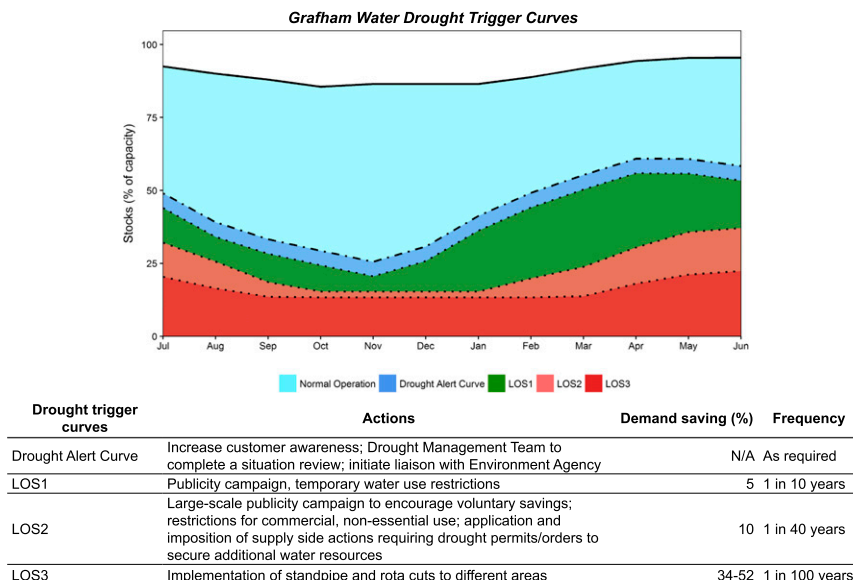 Grafham Water Drought Trigger Curves
Stocks (% of capacity)
100
75
50
25
0
Jul Aug Sep Oct Nov Dec Jan Feb Mar Apr May Jun
Normal Operation Drought Alert Curve LOS1 LOS2 LOS3
Drought trigger curves Actions Demand saving (%) Frequency
Drought Alert Curve Increase customer awareness; Drought Management Team to
complete a situation review; initiate liaison with Environment Agency N/A As required
LOS1 Publicity campaign, temporary water use restrictions 5 1 in 10 years
LOS2 Large-scale publicity campaign to encourage voluntary savings;
restrictions for commercial, non-essential use; application and
imposition of supply side actions requiring drought permits/orders to
secure additional water resources 10 1 in 40 years
LOS3 Implementation of standpipe and rota cuts to different areas 34-52 1 in 100 years